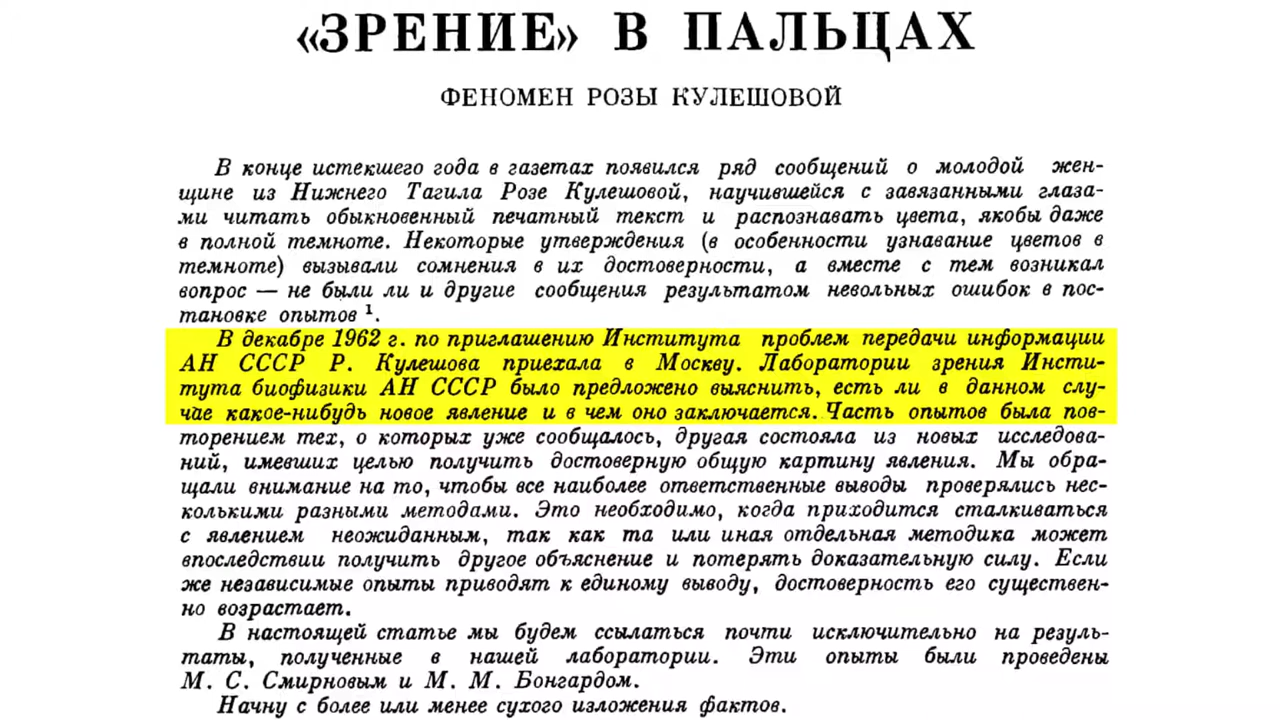 «ЗРЕНИЕ» В ПАЛЬЦАХ
ФЕНОМЕН РОЗЫ КУЛЕШОВОЙ
В конце истекшего года в газетах появился ряд сообщений о молодой жен-
щине из Нижнего Тагила Розе Кулешовой, научившейся с завязанными глаза-
ми читать обыкновенный печатный текст и распознавать цвета, якобы даже
в полной темноте. Некоторые утверждения (в особенности узнавание цветов в
темноте) вызывали сомнения в их достоверности, а вместе с тем возникал
вопрос — не были ли и другие сообщения результатом невольных ошибок в пос-
тановке опытов ¹.
В декабре 1962 г. по приглашению Института проблем передачи информации
АН СССР Р. Кулешова приехала в Москву. Лаборатории зрения Инсти-
тута биофизики АН СССР было предложено выяснить, есть ли в данном слу-
чае какое-нибудь новое явление и в чем оно заключается. Часть опытов была пов-
торением тех, о которых уже сообщалось, другая состояла из новых исследова-
ний, имевших целью получить достоверную общую картину явления. Мы обра-
щали внимание на то, чтобы все наиболее ответственные выводы проверялись нес-
колькими разными методами. Это необходимо, когда приходится сталкиваться
с явлением неожиданным, так как та или иная отдельная методика может
впоследствии получить другое объяснение и потерять доказательную силу. Если
же независимые опыты приводят к единому выводу, достоверность его существен-
но возрастает.
В настоящей статье мы будем ссылаться почти исключительно на резуль-
таты, полученные в нашей лаборатории. Эти опыты были проведены
М. С. Смирновым и М. М. Бонгардом.
Начну с более или менее сухого изложения фактов.